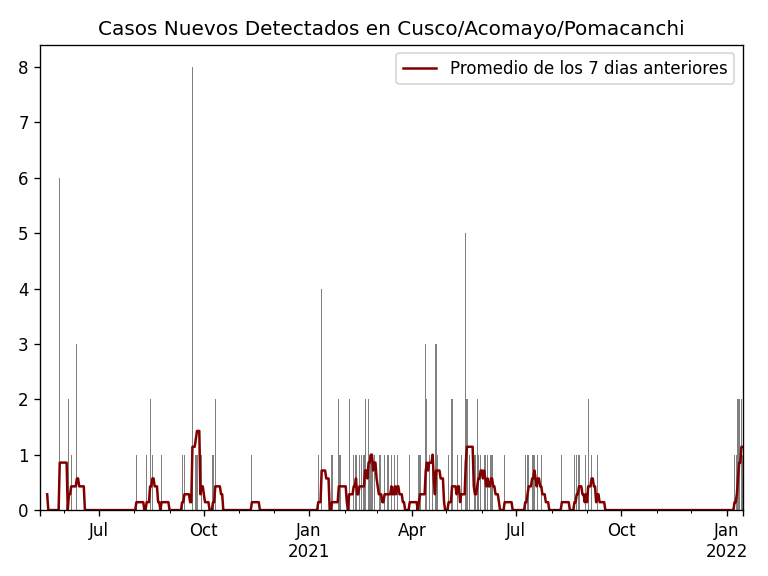 Casos Nuevos Detectados en Cusco/Acomayo/Pomacanchi
Promedio de los 7 dias anteriores
8
7
6
5
4
3
2
1
0
Jul
Oct
Jan
2021
Apr
Jul
Oct
Jan
2022